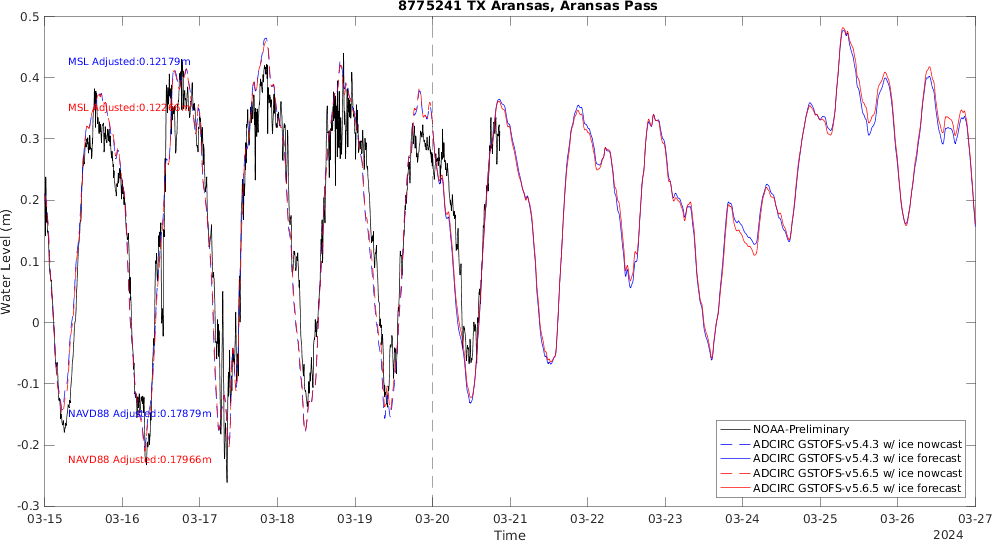 8775241 TX Aransas, Aransas Pass
0.5
0.4
0.3
0.2
0.1
0
-0.1
-0.2
-0.3
Water Level (m)
MSL Adjusted:0.12179m
NAVD88 Adjusted:0.17879m
NAVD88 Adjusted:0.17966m
NOAA-Preliminary
ADCIRC GSTOFS-v5.4.3 w/ ice nowcast
ADCIRC GSTOFS-v5.4.3 w/ ice forecast
ADCIRC GSTOFS-v5.6.5 w/ ice nowcast
ADCIRC GSTOFS-v5.6.5 w/ ice forecast
03-15 03-16 03-17 03-18 03-19 03-20 03-21 03-22 03-23 03-24 03-25 03-26 03-27
Time
2024